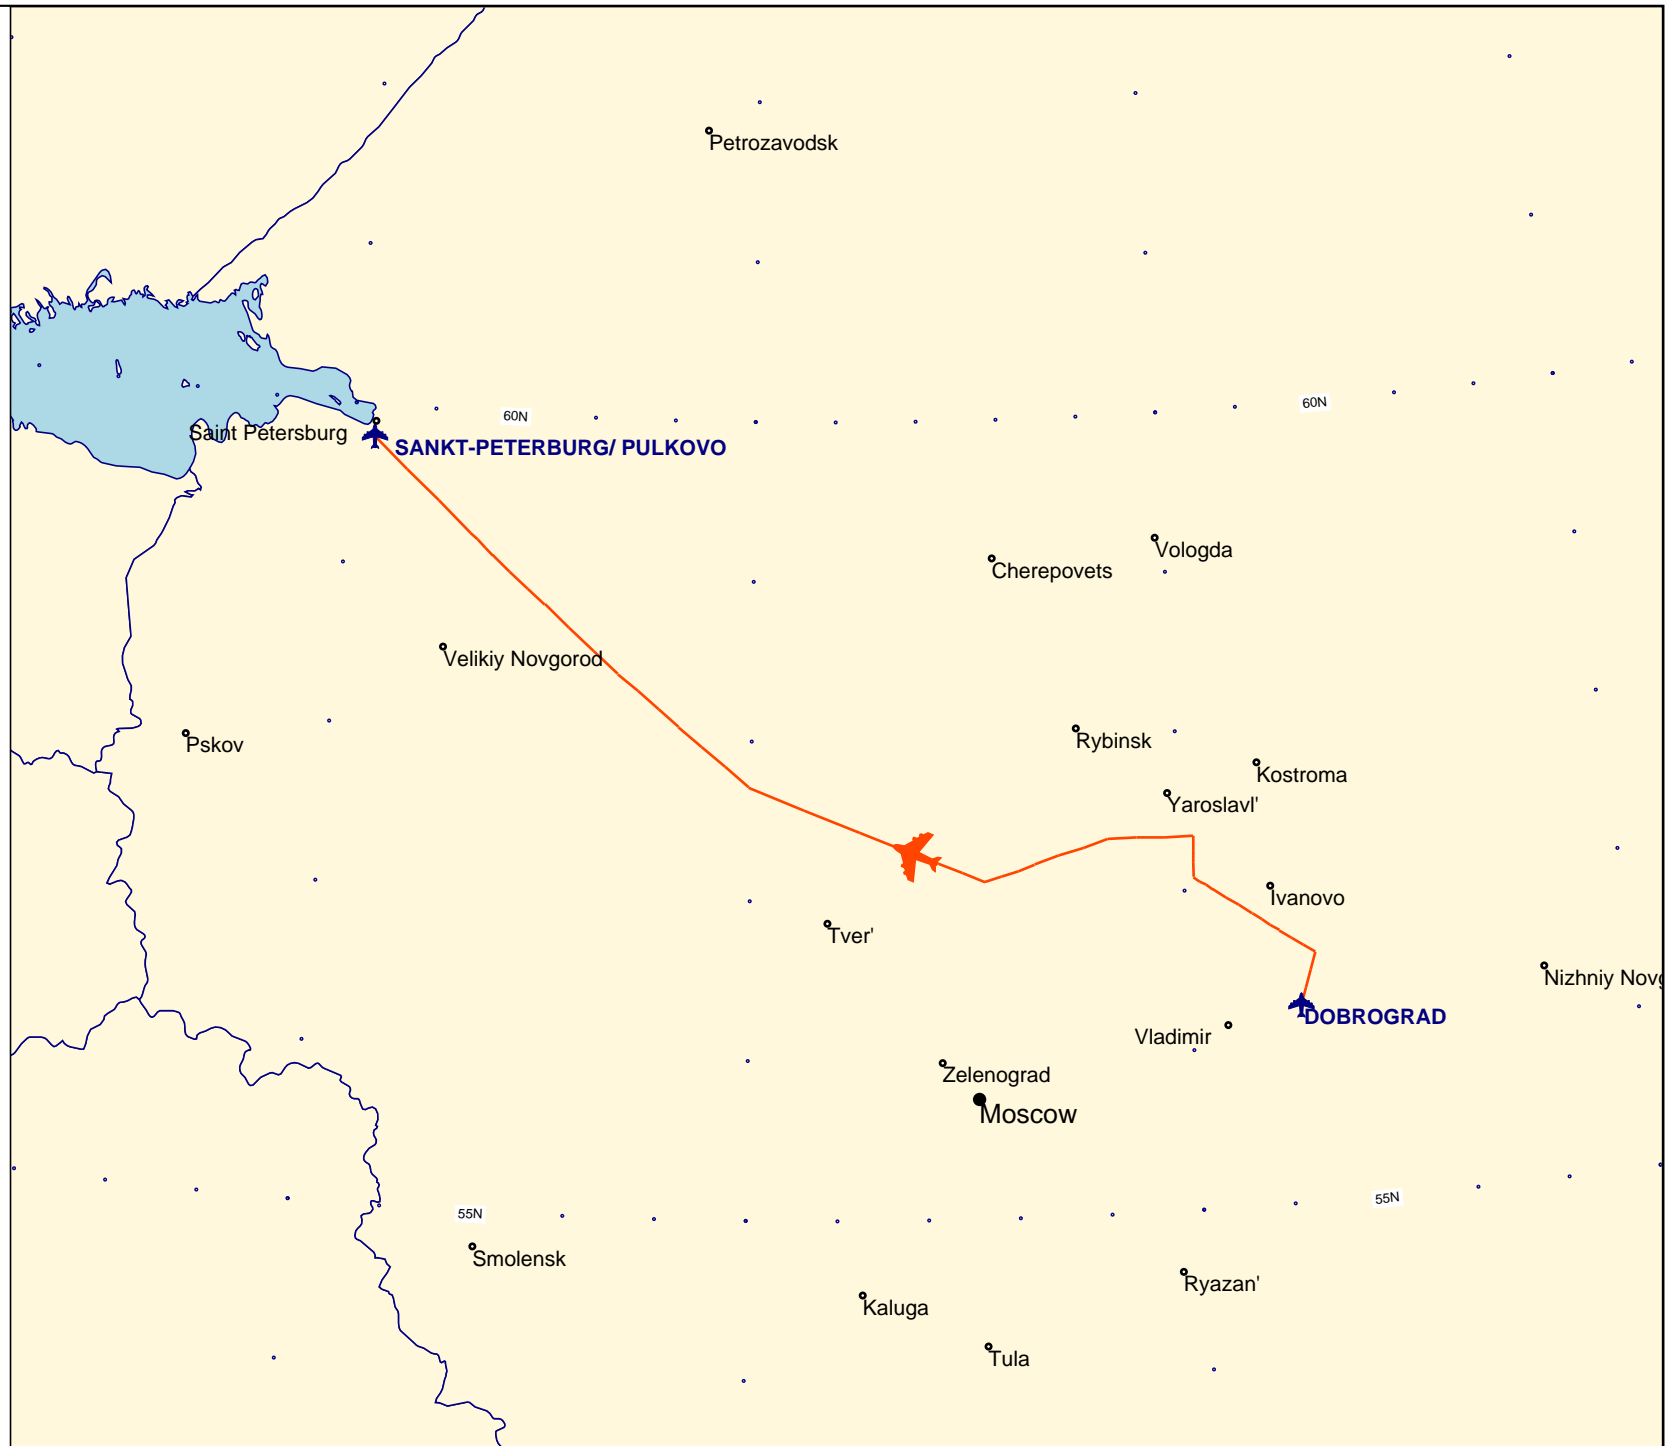 Petrozavodsk
60N
60N
Saint Petersburg
SANKT-PETERBURG/ PULKOVO
Vologda
Cherepovets
Velikiy Novgorod
Pskov
Rybinsk
Kostroma
Yaroslavl'
Ivanovo
Tver'
Nizhniy Novg
DOBROGRAD
Vladimir
Zelenograd
Moscow
55N
55N
Smolensk
Ryazan'
Kaluga
Tula